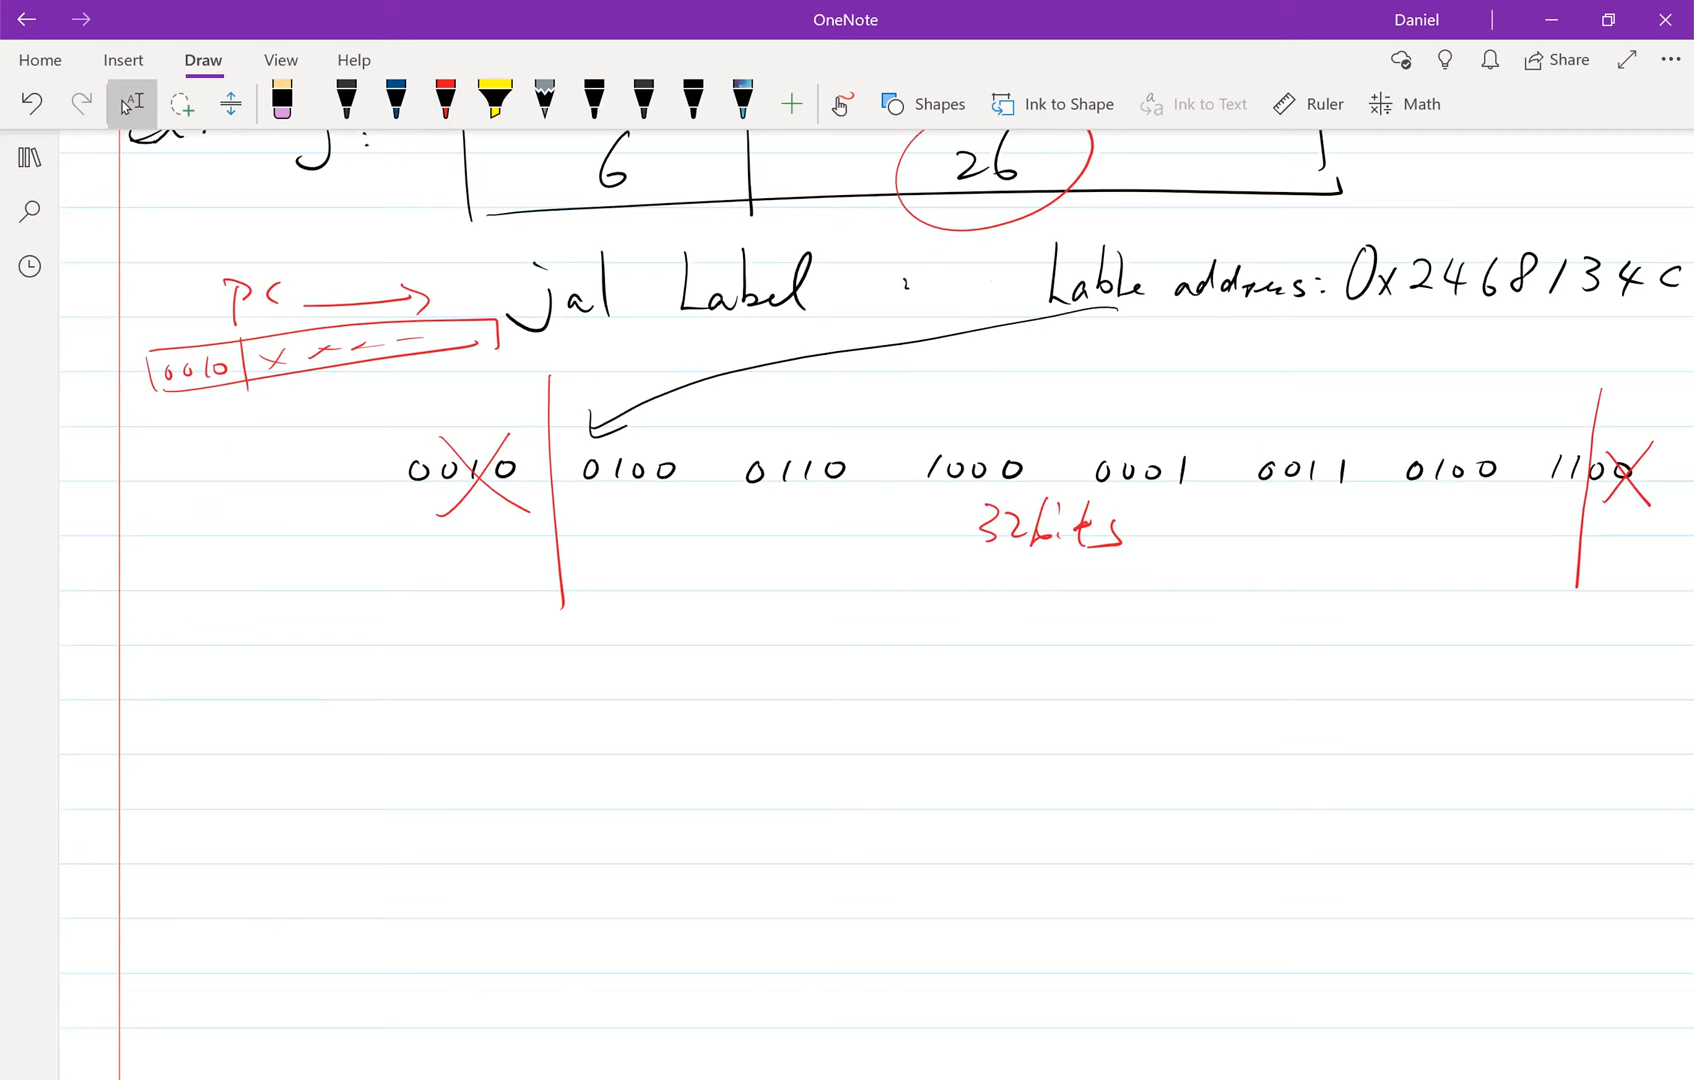 OneNote
Daniel
Home Insert Draw View Help
Share
Shapes Ink to Shape Ink to Text Ruler Math
j:
6 26
PC jal Label : Lable address: 0x2468134C
0010 x
0010 0100 0110 1000 0001 0011 0100 1100
32bits